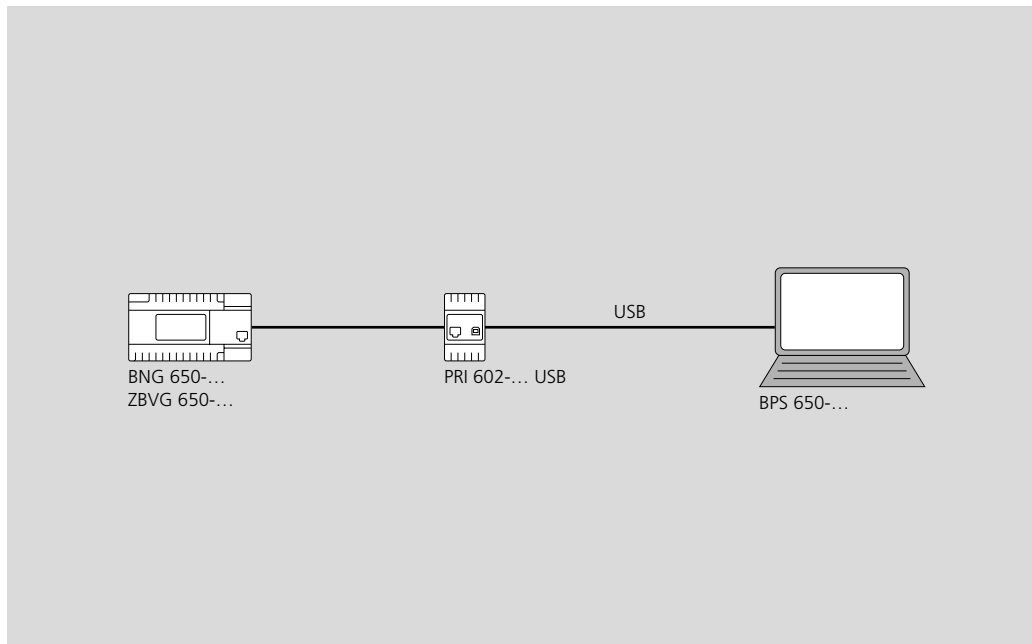 USB
BNG 650-…
ZBVG 650-…
PRI 602-… USB
BPS 650-…